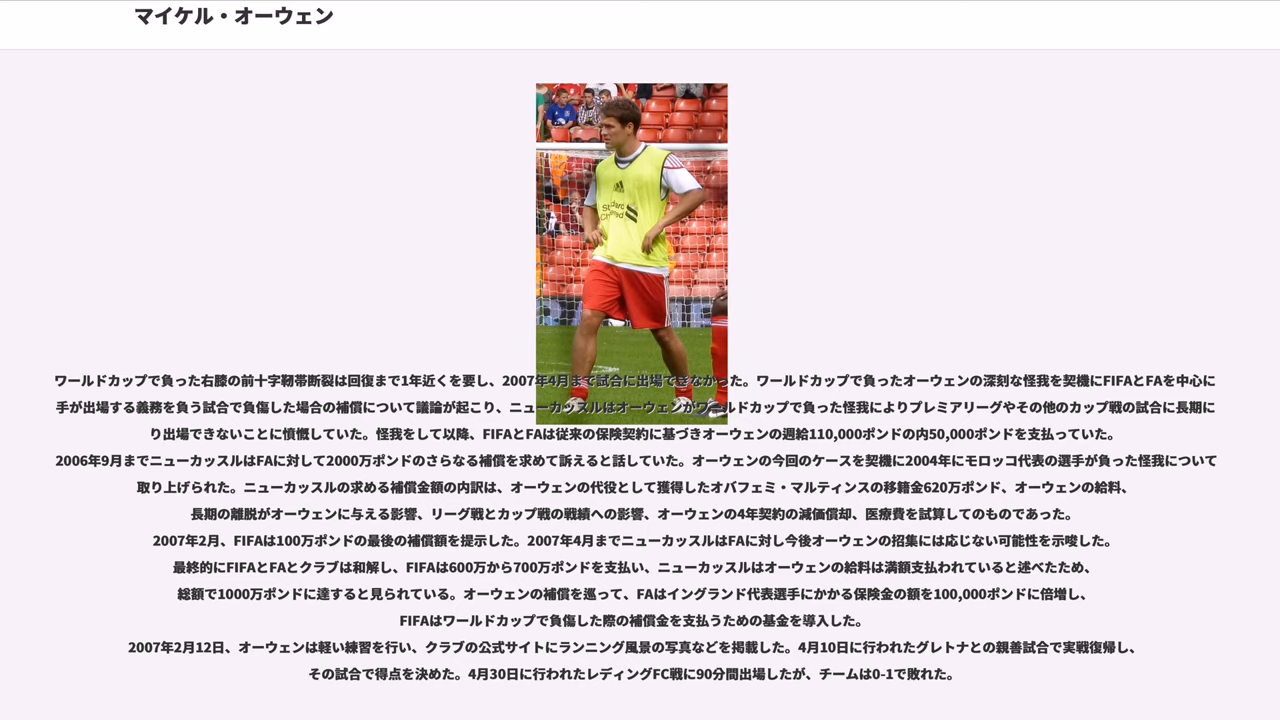 マイケル・オーウェン
Standard
Chartered
ワールドカップで負った右膝の前十字靭帯断裂は回復まで1年近くを要し、2007年4月まで試合に出場できなかった。ワールドカップで負ったオーウェンの深刻な怪我を契機にFIFAとFAを中心に
手が出場する義務を負う試合で負傷した場合の補償について議論が起こり、ニューカッスルはオーウェンがワールドカップで負った怪我によりプレミアリーグやその他のカップ戦の試合に長期に
り出場できないことに憤慨していた。怪我をして以降、FIFAとFAは従来の保険契約に基づきオーウェンの週給110,000ポンドの内50,000ポンドを支払っていた。
2006年9月までニューカッスルはFAに対して2000万ポンドのさらなる補償を求めて訴えると話していた。オーウェンの今回のケースを契機に2004年にモロッコ代表の選手が負った怪我について
取り上げられた。ニューカッスルの求める補償金額の内訳は、オーウェンの代役として獲得したオバフェミ・マルティンスの移籍金620万ポンド、オーウェンの給料、
長期の離脱がオーウェンに与える影響、リーグ戦とカップ戦の戦績への影響、オーウェンの4年契約の減価償却、医療費を試算してのものであった。
2007年2月、FIFAは100万ポンドの最後の補償額を提示した。2007年4月までニューカッスルはFAに対し今後オーウェンの招集には応じない可能性を示唆した。
最終的にFIFAとFAとクラブは和解し、FIFAは600万から700万ポンドを支払い、ニューカッスルはオーウェンの給料は満額支払われていると述べたため、
総額で1000万ポンドに達すると見られている。オーウェンの補償を巡って、FAはイングランド代表選手にかかる保険金の額を100,000ポンドに倍増し、
FIFAはワールドカップで負傷した際の補償金を支払うための基金を導入した。
2007年2月12日、オーウェンは軽い練習を行い、クラブの公式サイトにランニング風景の写真などを掲載した。4月10日に行われたグレトナとの親善試合で実戦復帰し、
その試合で得点を決めた。4月30日に行われたレディングFC戦に90分間出場したが、チームは0-1で敗れた。